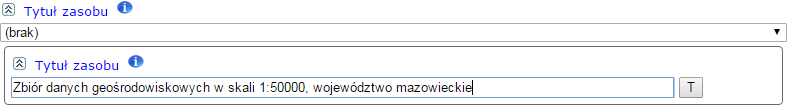 Tytuł zasobu
(brak)
Tytuł zasobu
Zbiór danych geośrodowiskowych w skali 1:50000, województwo mazowieckie T